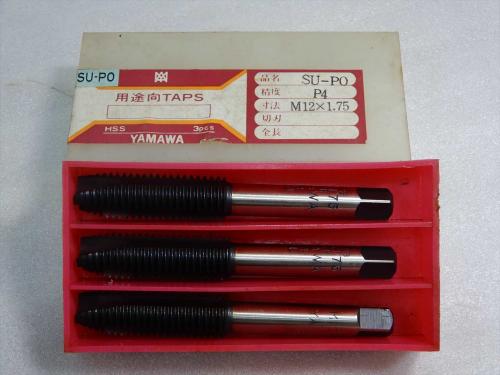 SU-PO
用途向TAPS
HSS 3pcs
YAMAWA
品名 SU-PO
精度 P4
寸法 M12×1.75
切刃
全長